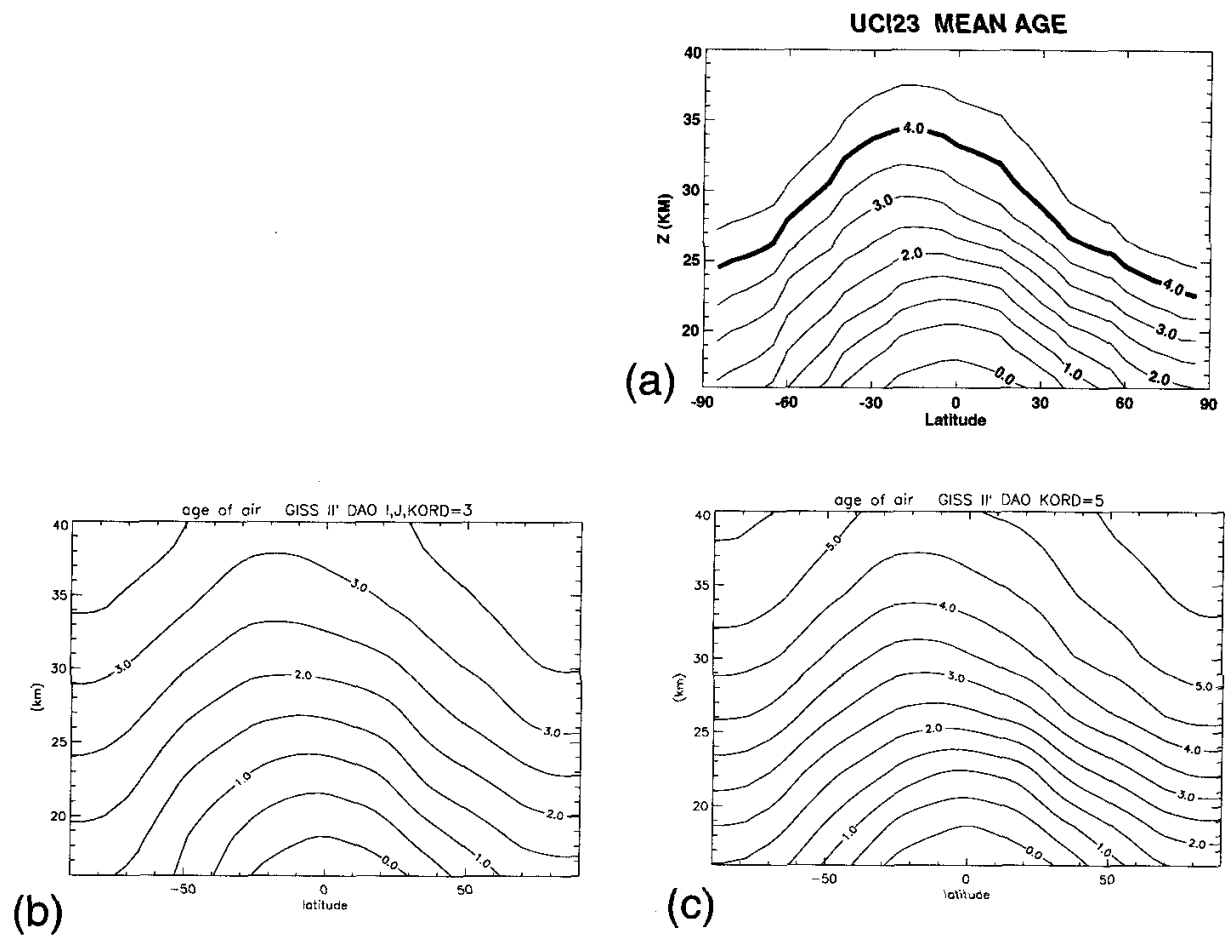 UCI23 MEAN AGE
40
35
30
25
20
Z (KM)
4.0
3.0
2.0
4.0
3.0
2.0
1.0
0.0
(a)
-90 -60 -30 0 30 60 90
Latitude
age of air GISS II' DAO I,J,KORD=3
40
35
30
25
20
(km)
3.0
3.0
2.0
1.0
3.0
2.0
1.0
0.0
-50 0 50
latitude
(b)
age of air GISS II' DAO KORD=5
40
35
30
25
20
(km)
5.0
4.0
3.0
2.0
1.0
5.0
4.0
3.0
2.0
1.0
0.0
-50 0 50
latitude
(c)